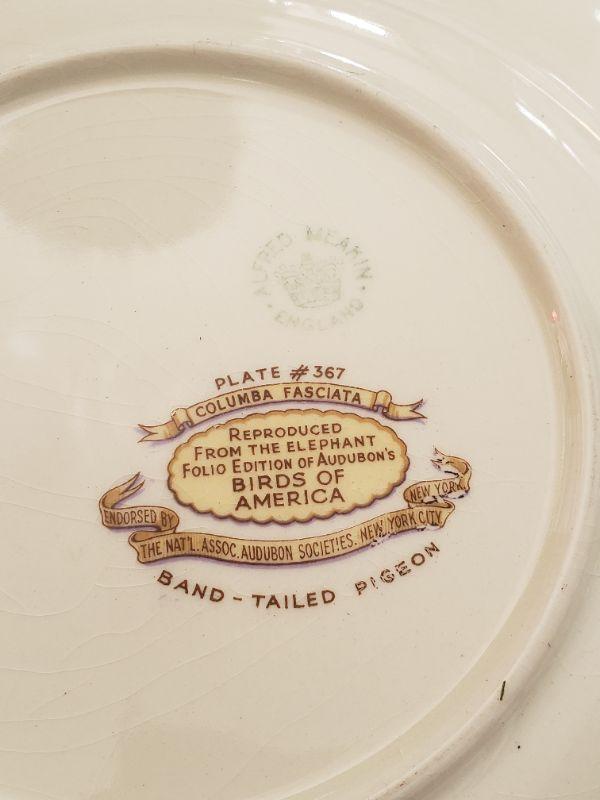 ALFRED MEAKIN
ENGLAND
PLATE #367
COLUMBA FASCIATA
REPRODUCED
FROM THE ELEPHANT
FOLIO EDITION OF AUDUBON'S
BIRDS OF
AMERICA
ENDORSED BY
THE NAT'L. ASSOC. AUDUBON SOCIETIES. NEW YORK CITY.
NEW YORK
BAND-TAILED PIGEON